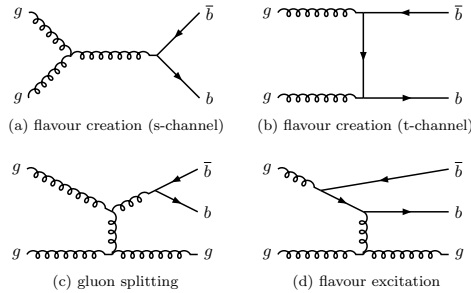 g b̅
g b
(a) flavour creation (s-channel)
g b̅
g b
(b) flavour creation (t-channel)
g b̅
b
g g
(c) gluon splitting
g b̅
b
g g
(d) flavour excitation